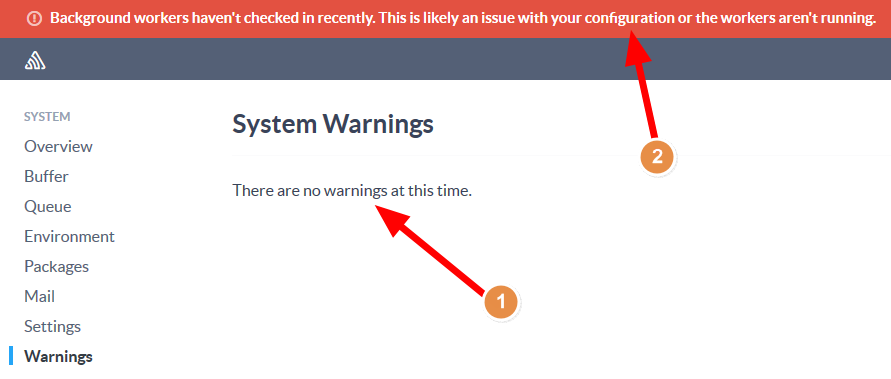 Background workers haven't checked in recently. This is likely an issue with your configuration or the workers aren't running.
SYSTEM
Overview
Buffer
Queue
Environment
Packages
Mail
Settings
Warnings
System Warnings
There are no warnings at this time.
2
1